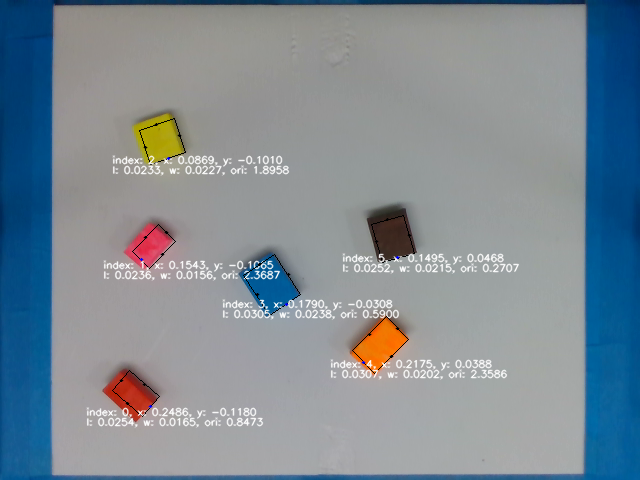 index: 2, x: 0.0869, y: -0.1010
l: 0.0233, w: 0.0227, ori: 1.8958
index: 5, x: 0.1495, y: 0.0468
l: 0.0252, w: 0.0215, ori: 0.2707
index: 1, x: 0.1543, y: -0.1085
l: 0.0236, w: 0.0156, ori: 2.3687
index: 3, x: 0.1790, y: -0.0308
l: 0.0305, w: 0.0238, ori: 0.5900
index: 4, x: 0.2175, y: 0.0388
l: 0.0307, w: 0.0202, ori: 2.3586
index: 0, x: 0.2486, y: -0.1180
l: 0.0254, w: 0.0165, ori: 0.8473